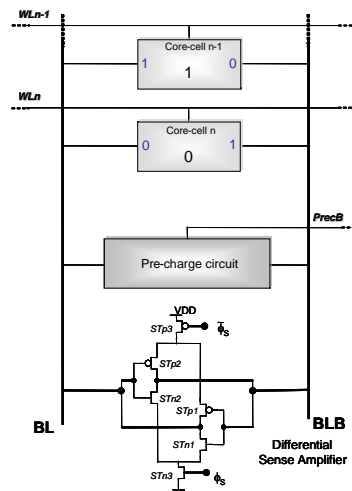 WLn-1
Core-cell n-1
1 0
1
WLn
Core-cell n
0 1
0
PrecB
Pre-charge circuit
VDD
STp3 ϕ̄S
STp2
STn2 STp1
BL BLB
STn1
Differential
Sense Amplifier
STn3 ϕS